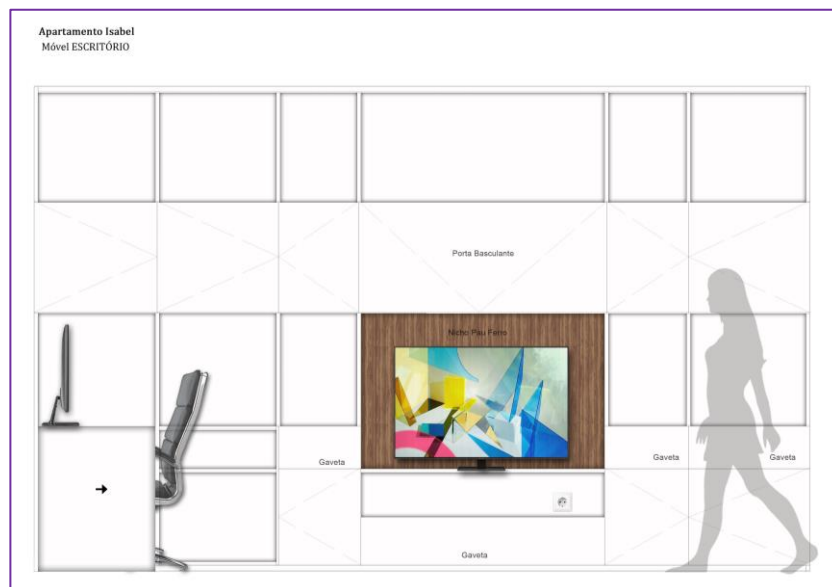 Apartamento Isabel
Móvel ESCRITÓRIO
Porta Basculante
Nicho Pau Ferro
Gaveta
Gaveta
Gaveta
Gaveta